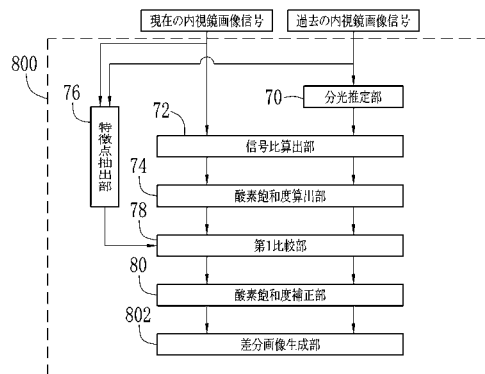 現在の内視鏡画像信号
過去の内視鏡画像信号
800
76
70
分光推定部
72
特徴点抽出部
信号比算出部
74
酸素飽和度算出部
78
第1比較部
80
酸素飽和度補正部
802
差分画像生成部